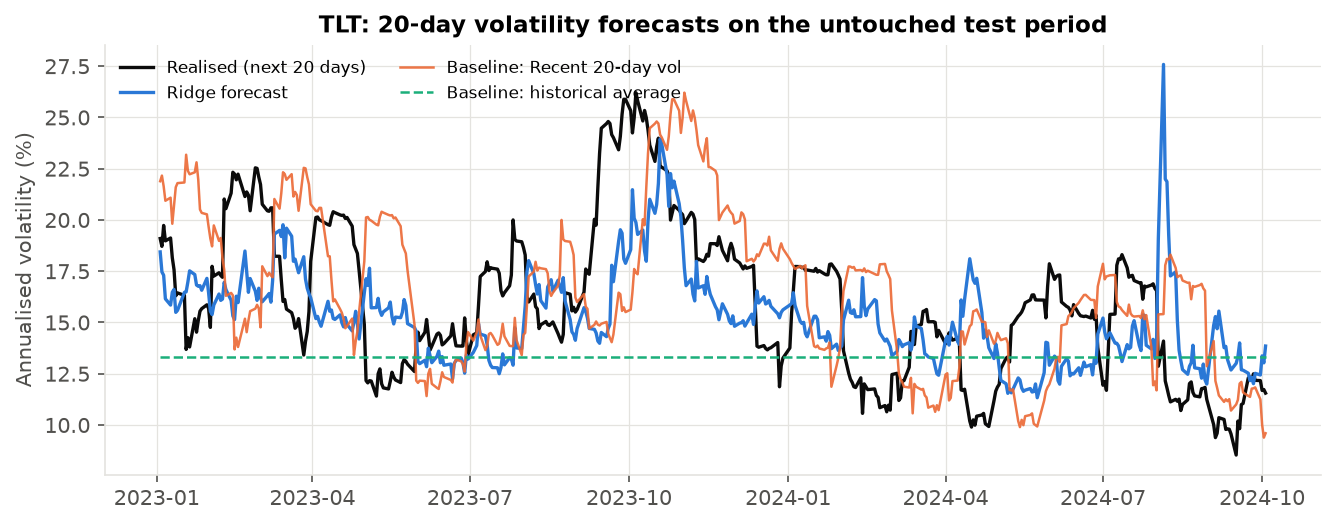 TLT: 20-day volatility forecasts on the untouched test period
Realised (next 20 days)
Ridge forecast
Baseline: Recent 20-day vol
Baseline: historical average
Annualised volatility (%)
27.5
25.0
22.5
20.0
17.5
15.0
12.5
10.0
2023-01 2023-04 2023-07 2023-10 2024-01 2024-04 2024-07 2024-10